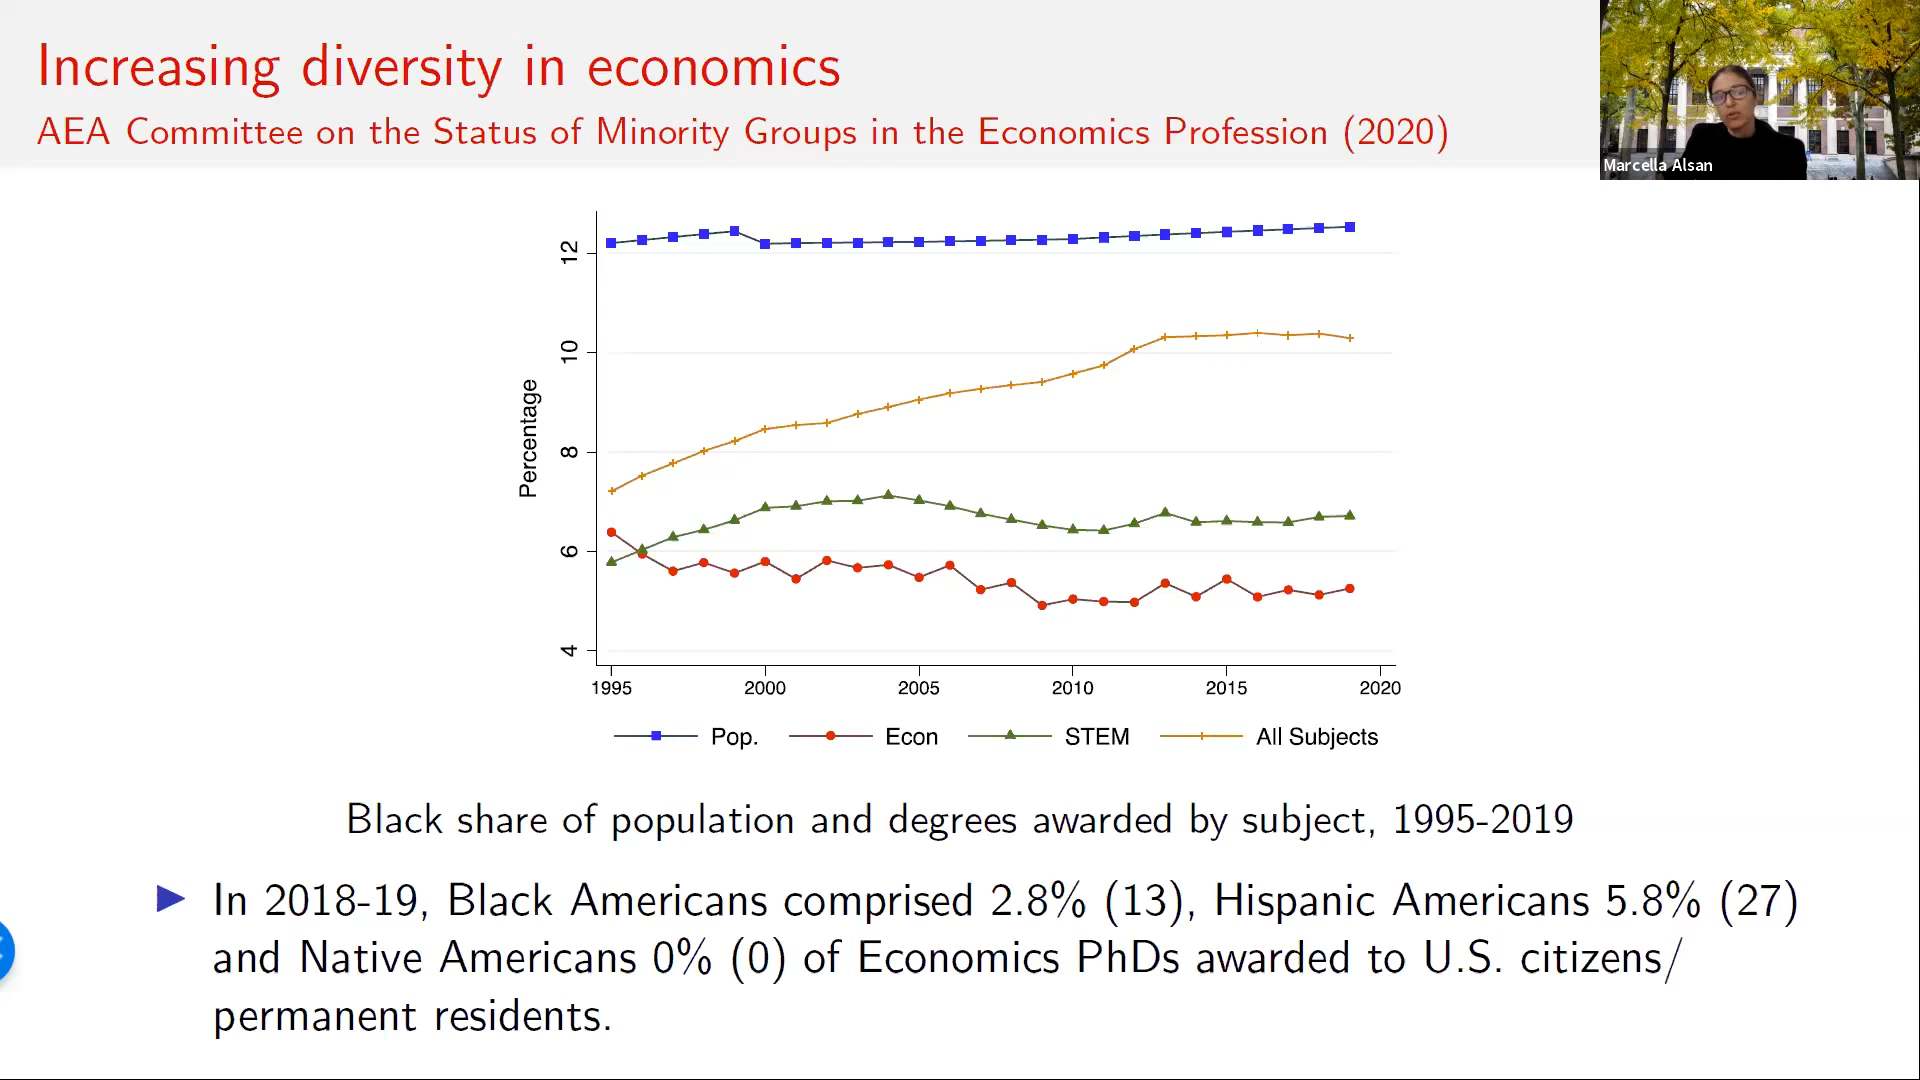 Increasing diversity in economics
AEA Committee on the Status of Minority Groups in the Economics Profession (2020)
Marcella Alsan
12
10
8
6
4
Percentage
1995 2000 2005 2010 2015 2020
Pop. Econ STEM All Subjects
Black share of population and degrees awarded by subject, 1995-2019
In 2018-19, Black Americans comprised 2.8% (13), Hispanic Americans 5.8% (27)
and Native Americans 0% (0) of Economics PhDs awarded to U.S. citizens/
permanent residents.